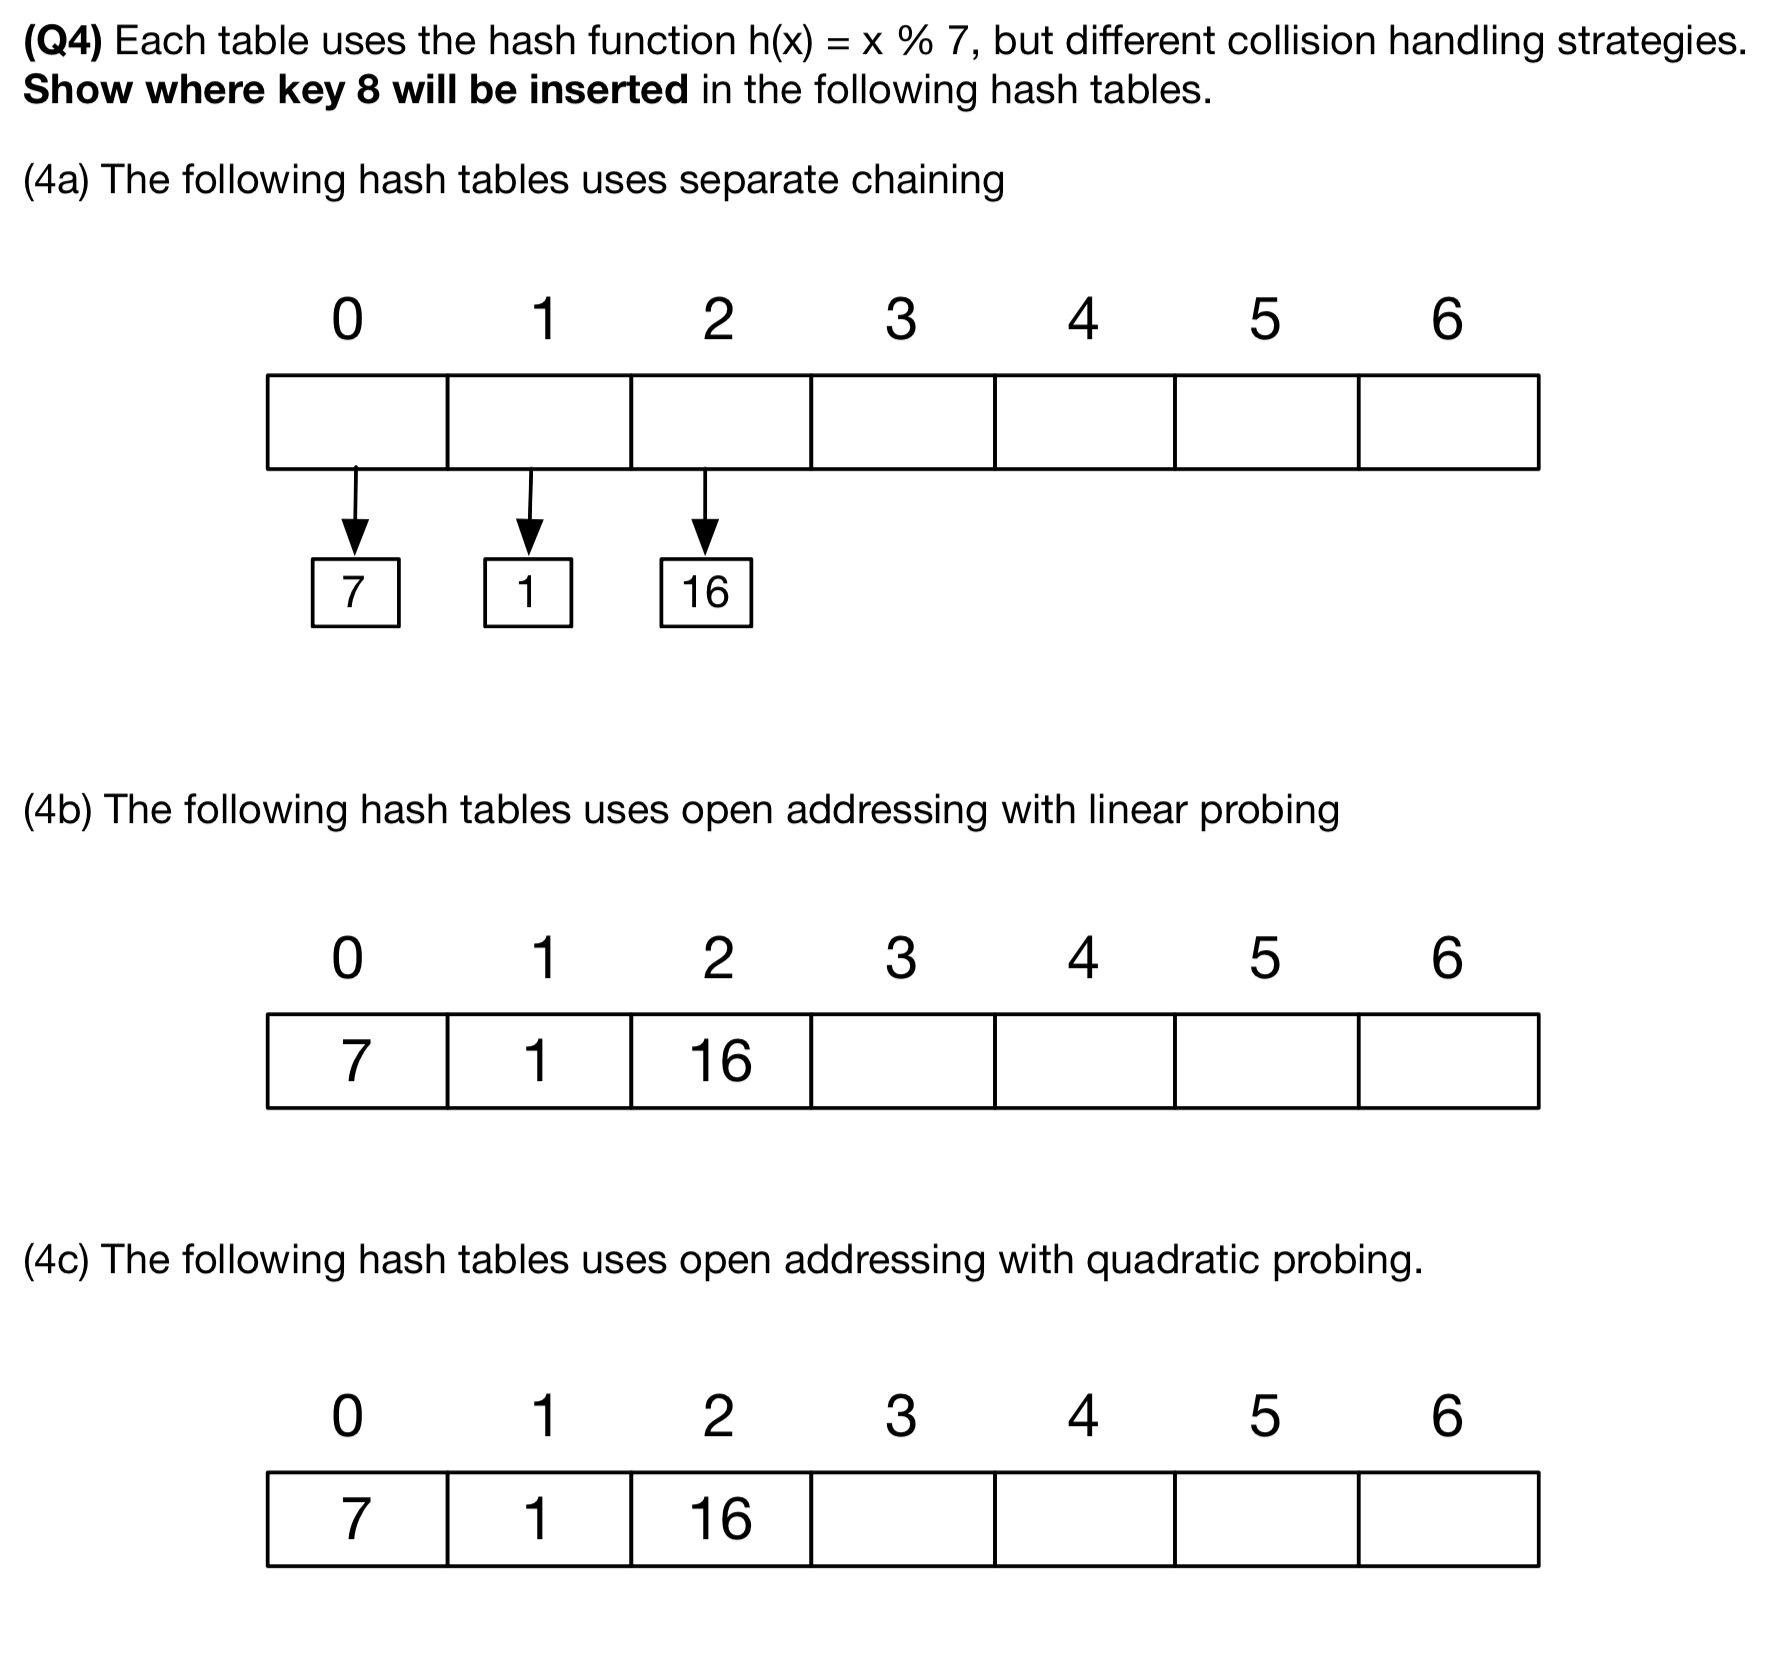 (Q4) Each table uses the hash function h(x) = x % 7, but different collision handling strategies.
Show where key 8 will be inserted in the following hash tables.
(4a) The following hash tables uses separate chaining
0 1 2 3 4 5 6
7 1 16
(4b) The following hash tables uses open addressing with linear probing
0 1 2 3 4 5 6
7 1 16
(4c) The following hash tables uses open addressing with quadratic probing.
0 1 2 3 4 5 6
7 1 16